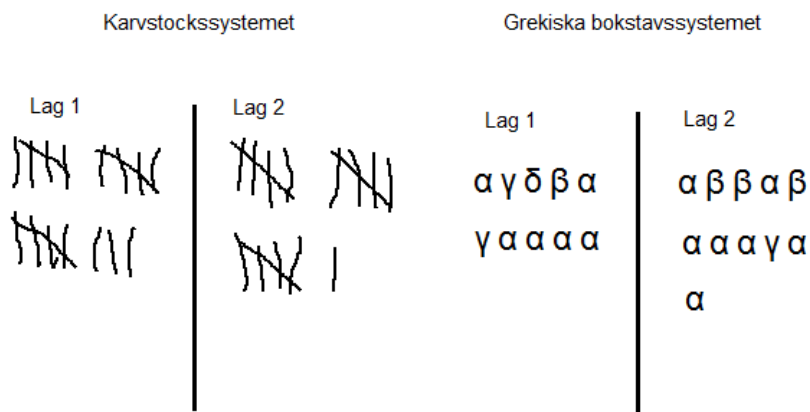 Karvstockssystemet
Grekiska bokstavssystemet
Lag 1
Lag 2
Lag 1
Lag 2
α γ δ β α
γ α α α α
α β β α β
α α α γ α
α